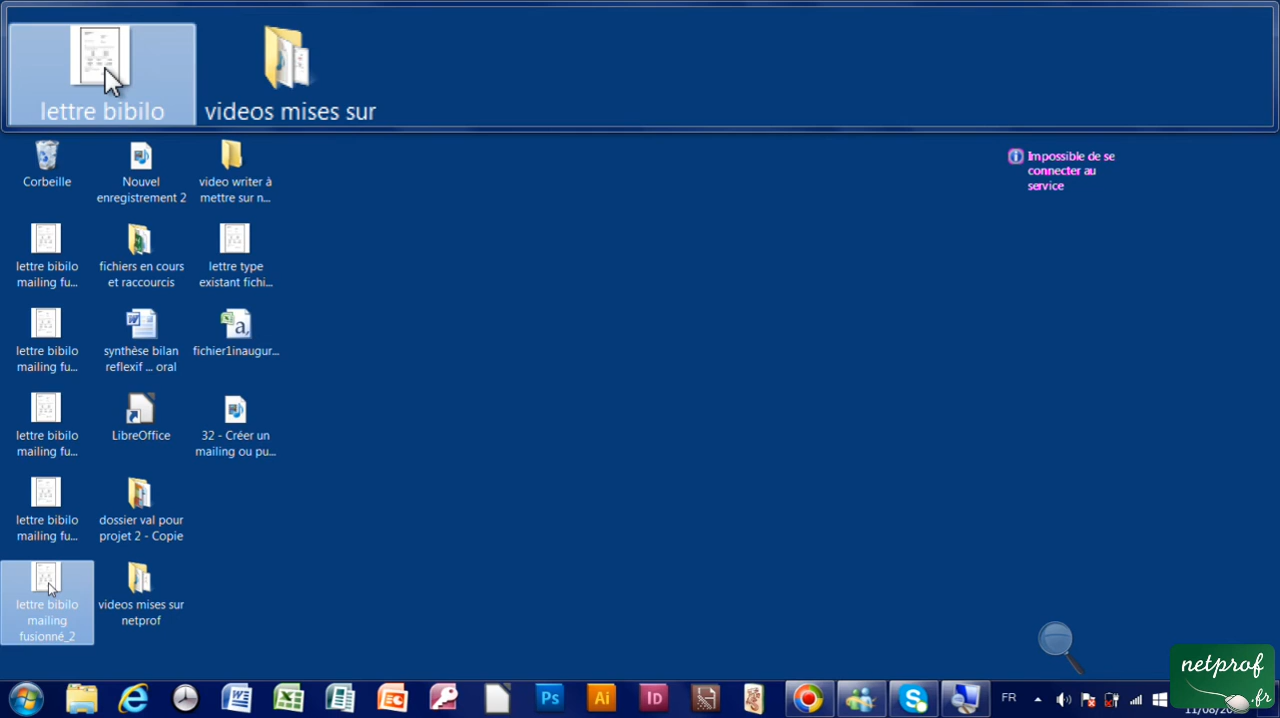 lettre bibilo
videos mises sur
Corbeille
Nouvel
enregistrement 2
video writer à
mettre sur n...
Impossible de se
connecter au
service
lettre bibilo
mailing fu...
fichiers en cours
et raccourcis
lettre type
existant fichi...
lettre bibilo
mailing fu...
synthèse bilan
reflexif ... oral
fichier1inaugur...
lettre bibilo
mailing fu...
LibreOffice
32 - Créer un
mailing ou pu...
lettre bibilo
mailing fu...
dossier val pour
projet 2 - Copie
lettre bibilo
mailing
fusionné_2
videos mises sur
netprof
Ps
Ai
Id
FR
netprof
.fr